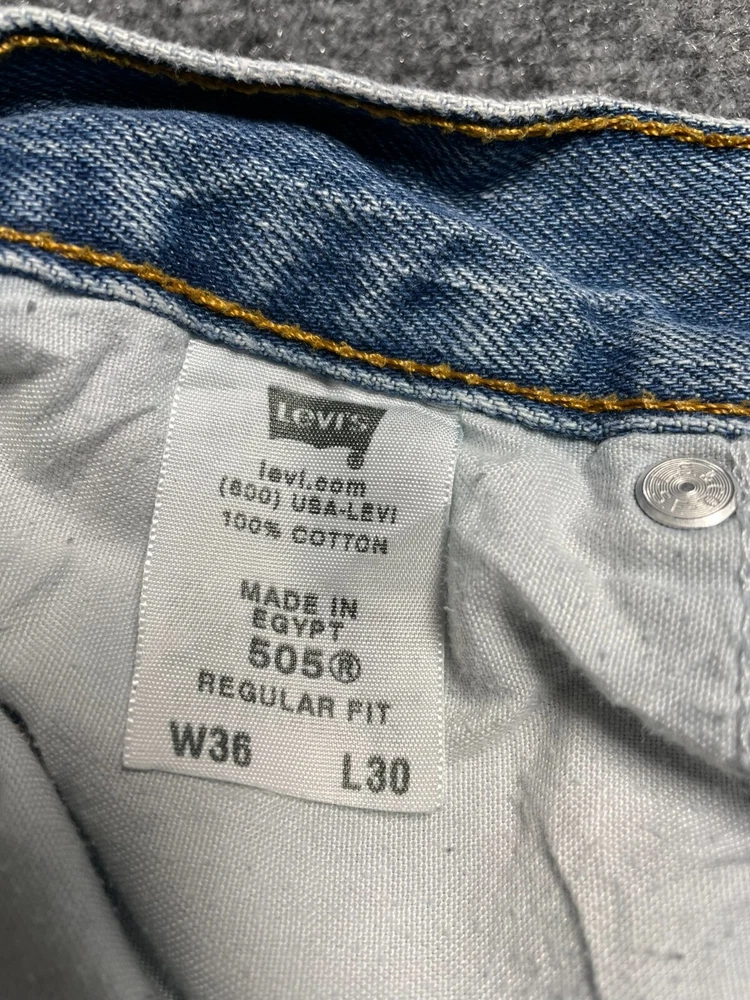 Levi's
levi.com
(800) USA-LEVI
100% COTTON
MADE IN
EGYPT
505®
REGULAR FIT
W36 L30